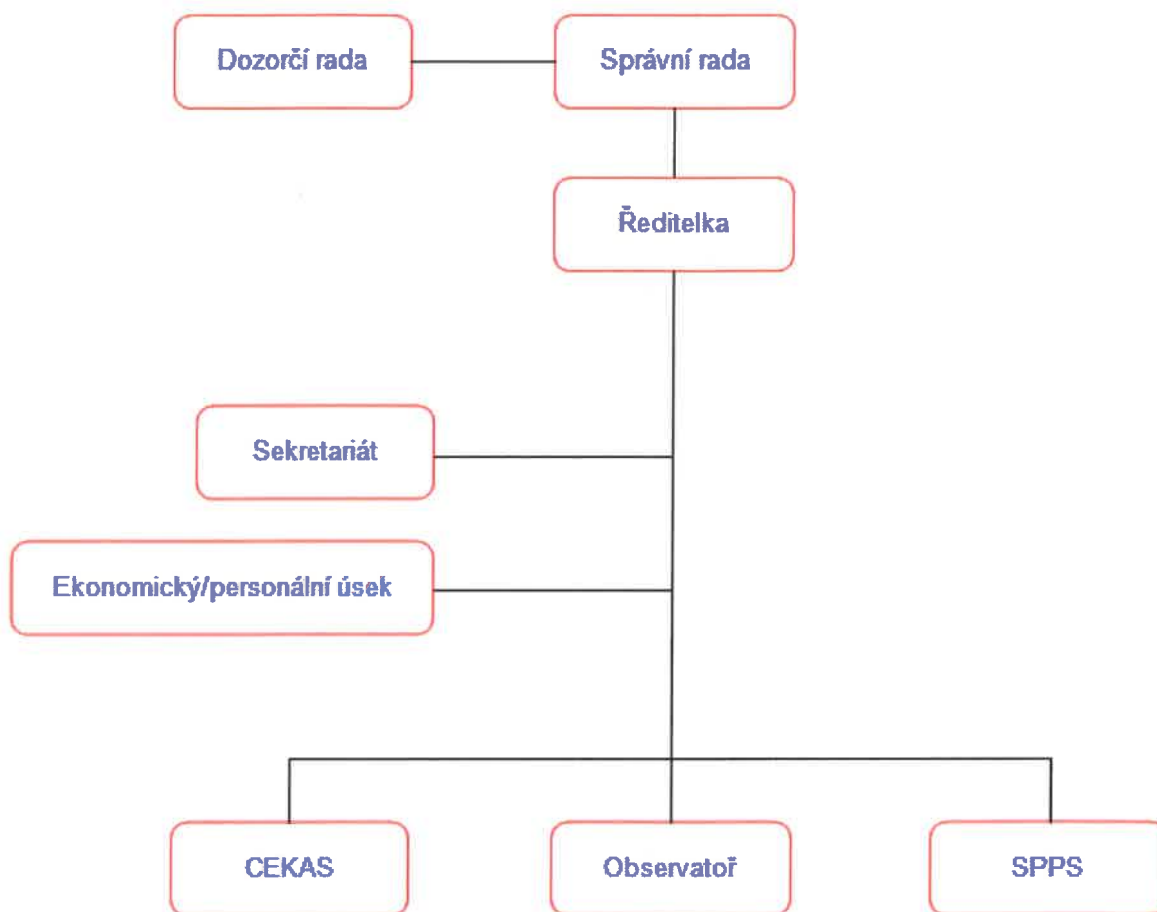 Dozorčí rada
Správní rada
Ředitelka
Sekretariát
Ekonomický/personální úsek
CEKAS
Observatoř
SPPS